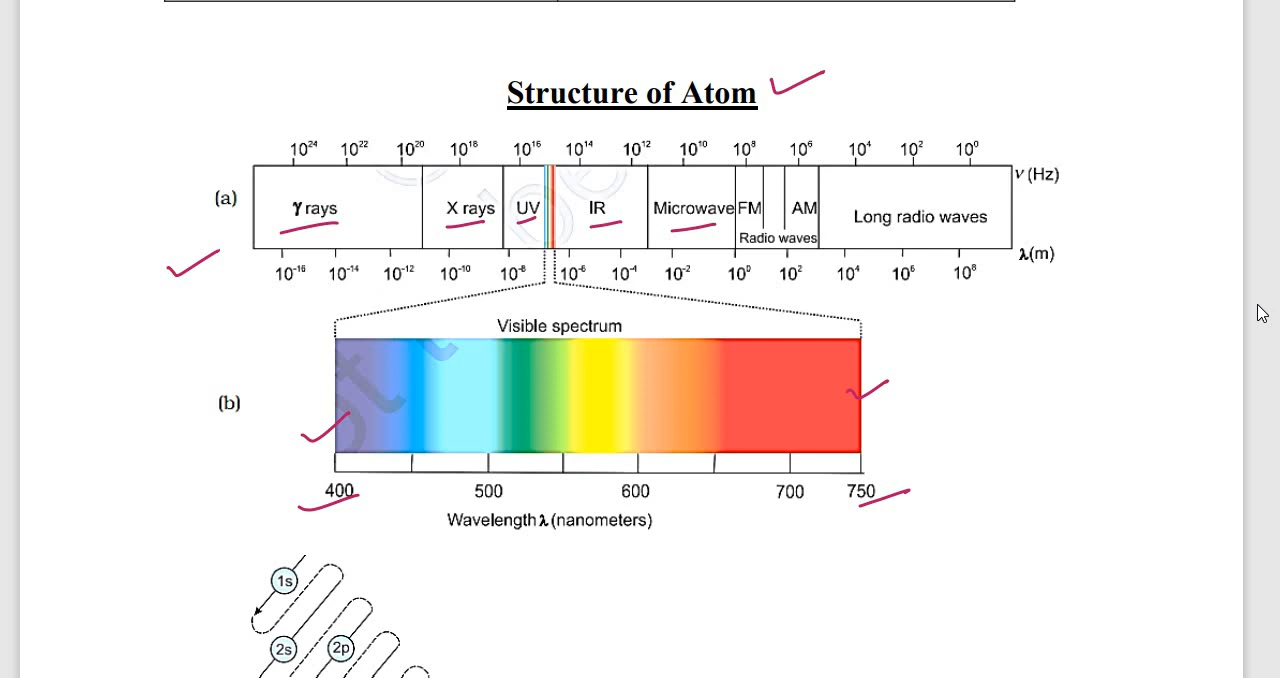 Structure of Atom
10²⁴ 10²² 10²⁰ 10¹⁸ 10¹⁶ 10¹⁴ 10¹² 10¹⁰ 10⁸ 10⁶ 10⁴ 10² 10⁰
ν (Hz)
(a)
γ rays X rays UV IR Microwave FM AM Long radio waves
Radio waves
λ(m)
10⁻¹⁶ 10⁻¹⁴ 10⁻¹² 10⁻¹⁰ 10⁻⁸ 10⁻⁶ 10⁻⁴ 10⁻² 10⁰ 10² 10⁴ 10⁶ 10⁸
Visible spectrum
(b)
400 500 600 700 750
Wavelength λ (nanometers)
1s
2s 2p